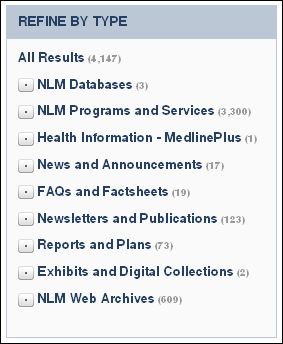 REFINE BY TYPE
All Results (4,147)
NLM Databases (3)
NLM Programs and Services (3,300)
Health Information - MedlinePlus (1)
News and Announcements (17)
FAQs and Factsheets (19)
Newsletters and Publications (123)
Reports and Plans (73)
Exhibits and Digital Collections (2)
NLM Web Archives (609)